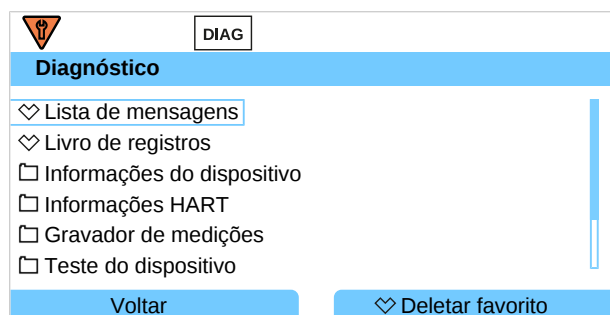 DIAG
Diagnóstico
Lista de mensagens
Livro de registros
Informações do dispositivo
Informações HART
Gravador de medições
Teste do dispositivo
Voltar
Deletar favorito